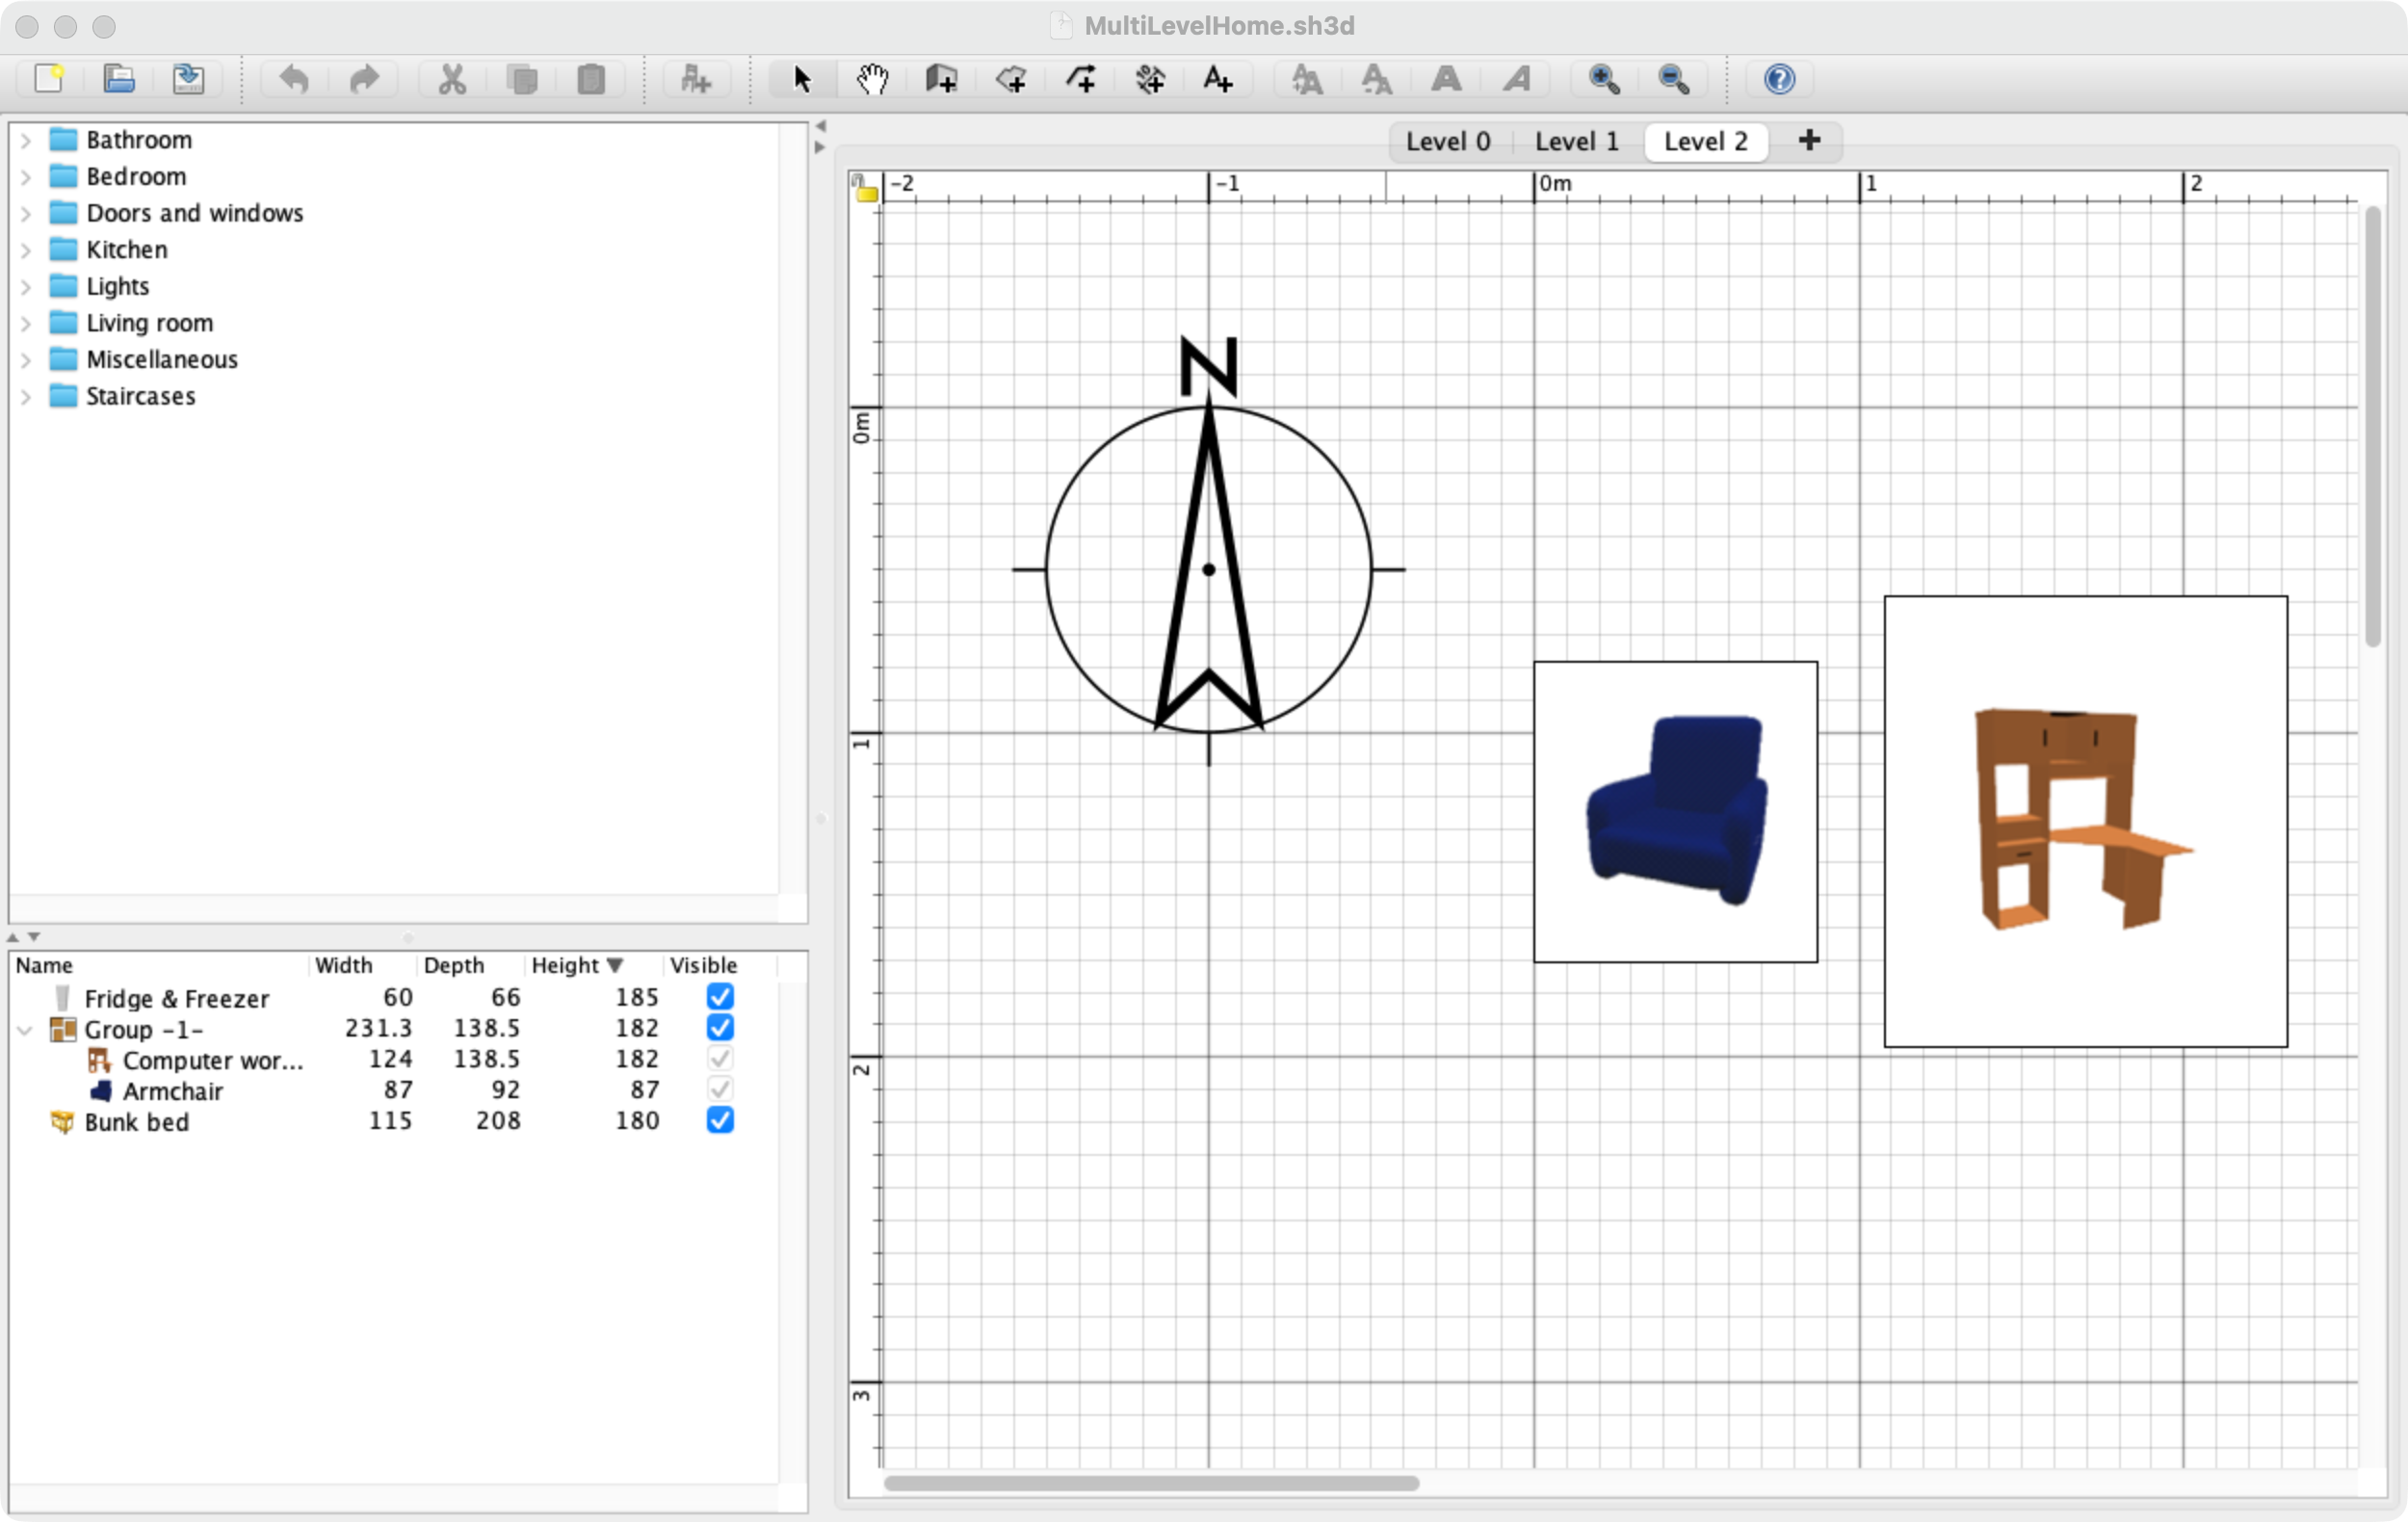 MultiLevelHome.sh3d
Level 0 Level 1 Level 2 +
Bathroom
Bedroom
Doors and windows
Kitchen
Lights
Living room
Miscellaneous
Staircases
-2 -1 0m 1 2
N
0m
1
2
3
Name Width Depth Height Visible
Fridge & Freezer 60 66 185
Group -1- 231.3 138.5 182
Computer wor... 124 138.5 182
Armchair 87 92 87
Bunk bed 115 208 180